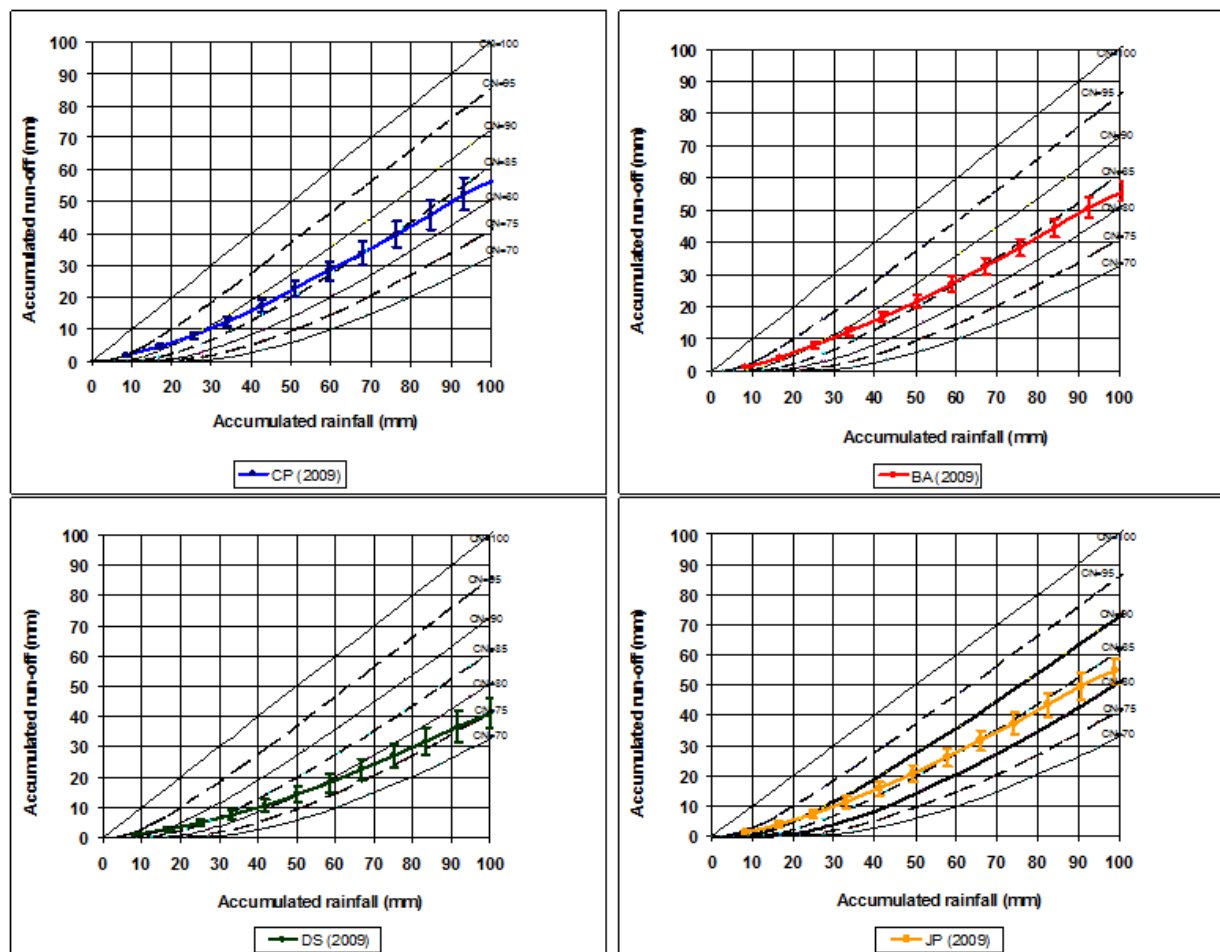 Accumulated run-off (mm)
100
90
80
70
60
50
40
30
20
10
0
CN=100
CN=95
CN=90
CN=85
CN=80
CN=75
CN=70
0 10 20 30 40 50 60 70 80 90 100
Accumulated rainfall (mm)
CP (2009)
Accumulated run-off (mm)
100
90
80
70
60
50
40
30
20
10
0
CN=100
CN=95
CN=90
CN=85
CN=80
CN=75
CN=70
0 10 20 30 40 50 60 70 80 90 100
Accumulated rainfall (mm)
BA (2009)
Accumulated run-off (mm)
100
90
80
70
60
50
40
30
20
10
0
CN=100
CN=95
CN=90
CN=85
CN=80
CN=75
CN=70
0 10 20 30 40 50 60 70 80 90 100
Accumulated rainfall (mm)
DS (2009)
Accumulated run-off (mm)
100
90
80
70
60
50
40
30
20
10
0
CN=100
CN=95
CN=90
CN=85
CN=80
CN=75
0 10 20 30 40 50 60 70 80 90 100
Accumulated rainfall (mm)
JP (2009)